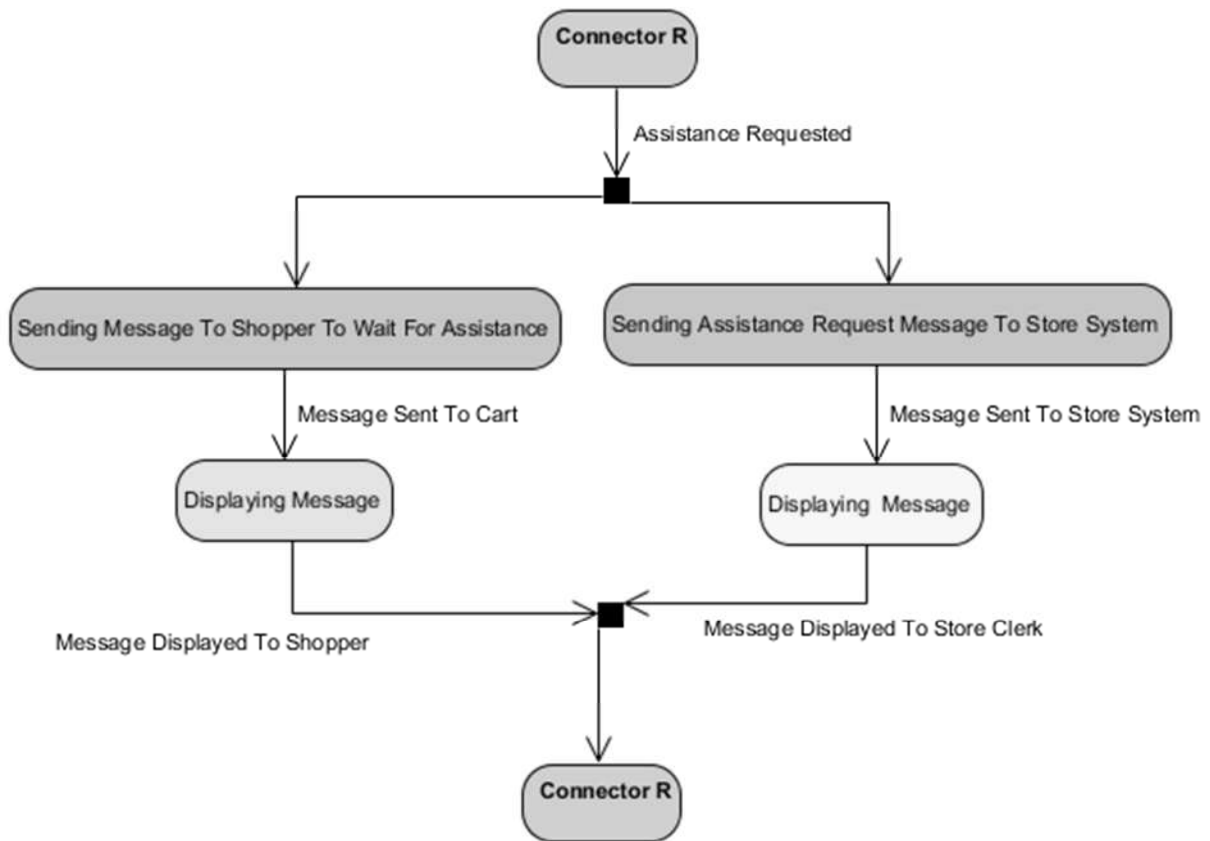 Connector R
Assistance Requested
Sending Message To Shopper To Wait For Assistance
Sending Assistance Request Message To Store System
Message Sent To Cart
Message Sent To Store System
Displaying Message
Displaying Message
Message Displayed To Shopper
Message Displayed To Store Clerk
Connector R